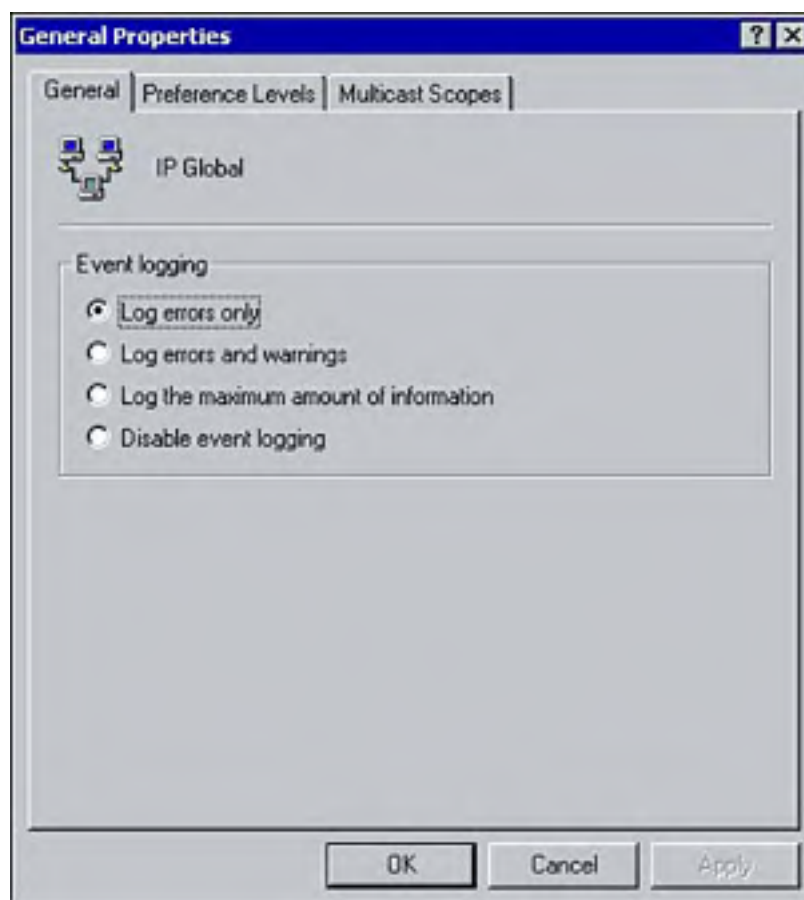 General Properties
General Preference Levels Multicast Scopes
IP Global
Event logging
Log errors only
Log errors and warnings
Log the maximum amount of information
Disable event logging
OK Cancel Apply